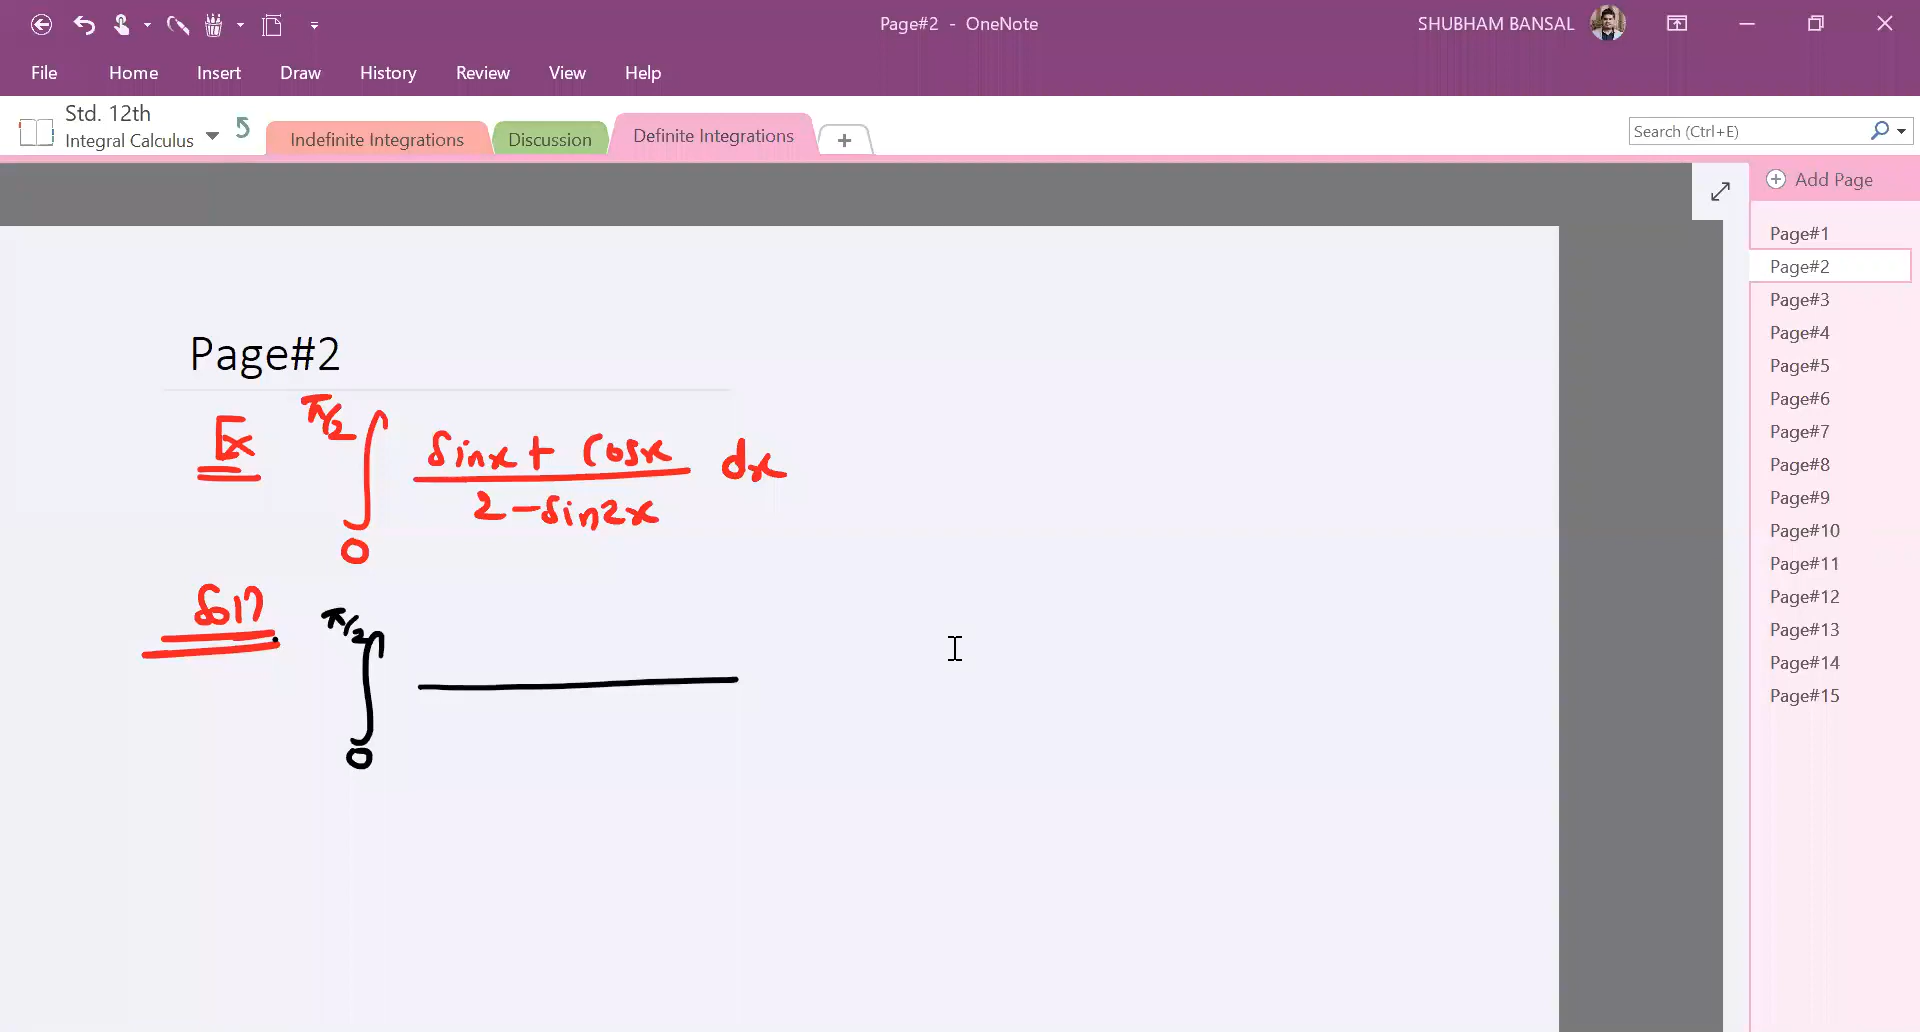 Page#2 - OneNote SHUBHAM BANSAL
File Home Insert Draw History Review View Help
Std. 12th
Integral Calculus
Indefinite Integrations Discussion Definite Integrations +
Search (Ctrl+E)
Add Page
Page#1
Page#2
Page#3
Page#4
Page#5
Page#6
Page#7
Page#8
Page#9
Page#10
Page#11
Page#12
Page#13
Page#14
Page#15
Page#2
Ex ∫₀^{π/2} (sinx + cosx)/(2 - sin2x) dx
Soln ∫₀^{π/2}